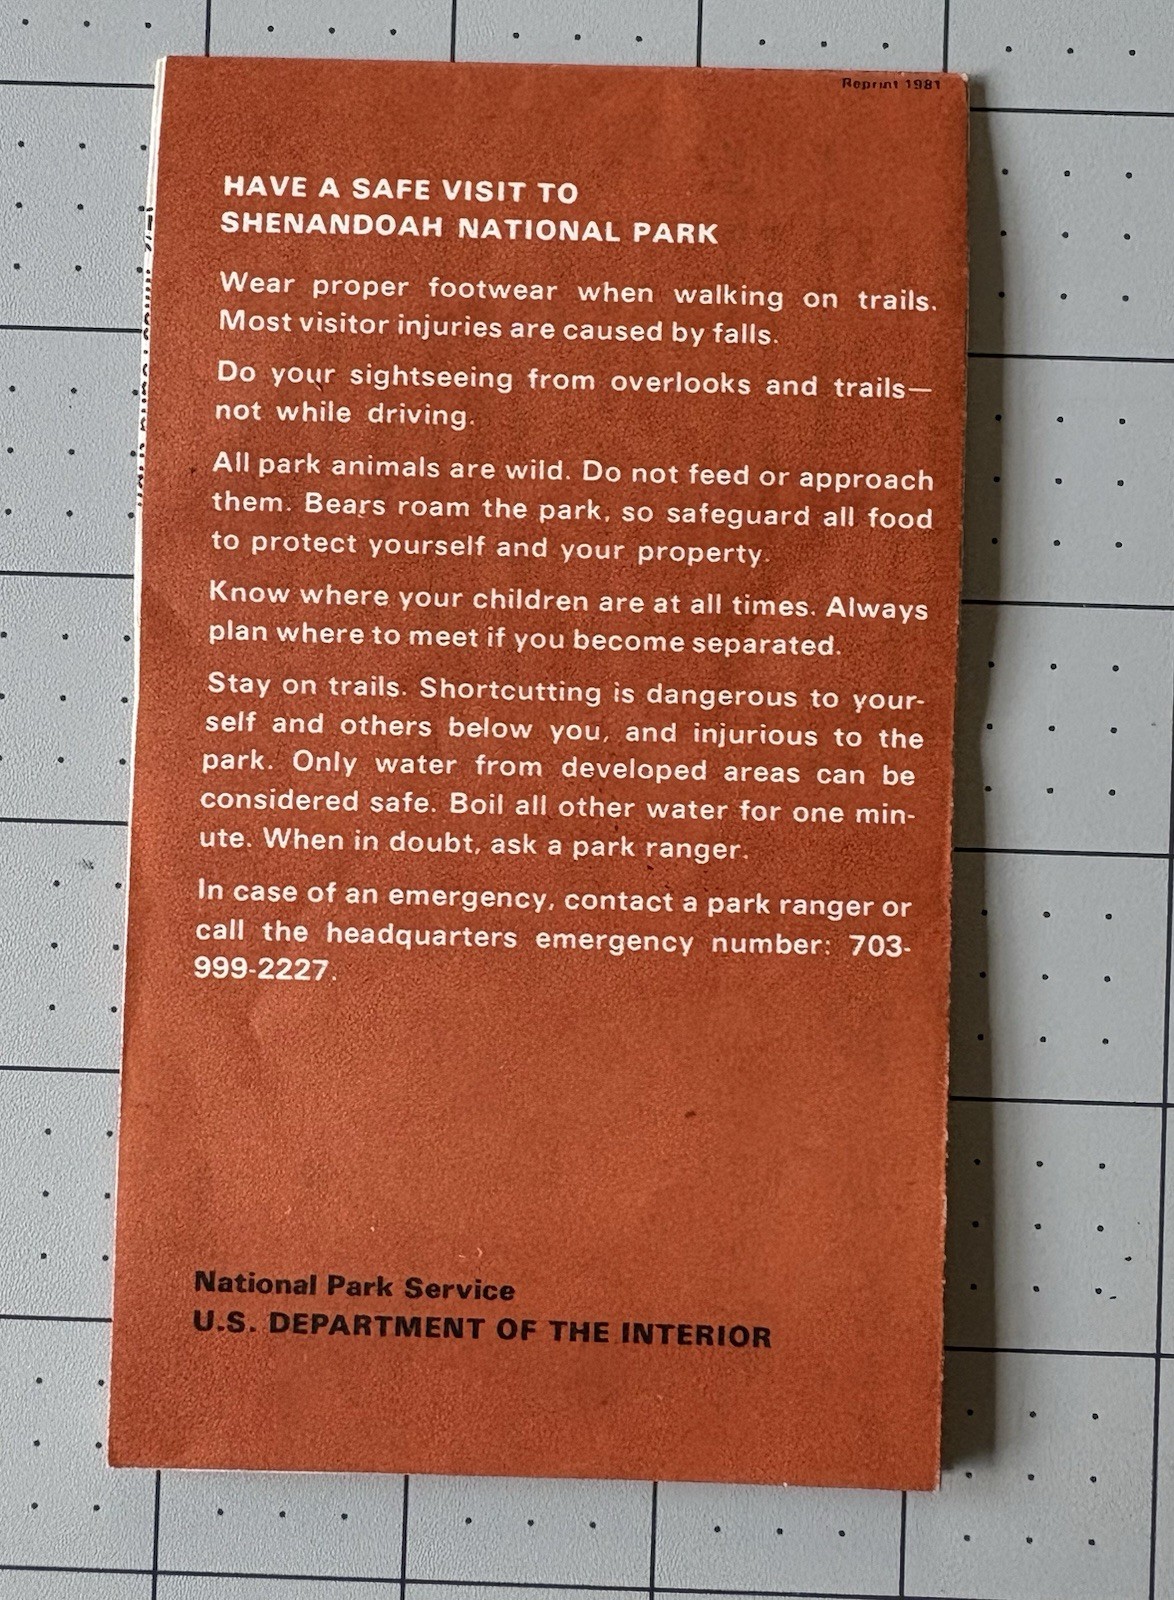 Reprint 1981
HAVE A SAFE VISIT TO
SHENANDOAH NATIONAL PARK
Wear proper footwear when walking on trails.
Most visitor injuries are caused by falls.
Do your sightseeing from overlooks and trails—
not while driving.
All park animals are wild. Do not feed or approach
them. Bears roam the park, so safeguard all food
to protect yourself and your property.
Know where your children are at all times. Always
plan where to meet if you become separated.
Stay on trails. Shortcutting is dangerous to your-
self and others below you, and injurious to the
park. Only water from developed areas can be
considered safe. Boil all other water for one min-
ute. When in doubt, ask a park ranger.
In case of an emergency, contact a park ranger or
call the headquarters emergency number: 703-
999-2227.
National Park Service
U.S. DEPARTMENT OF THE INTERIOR